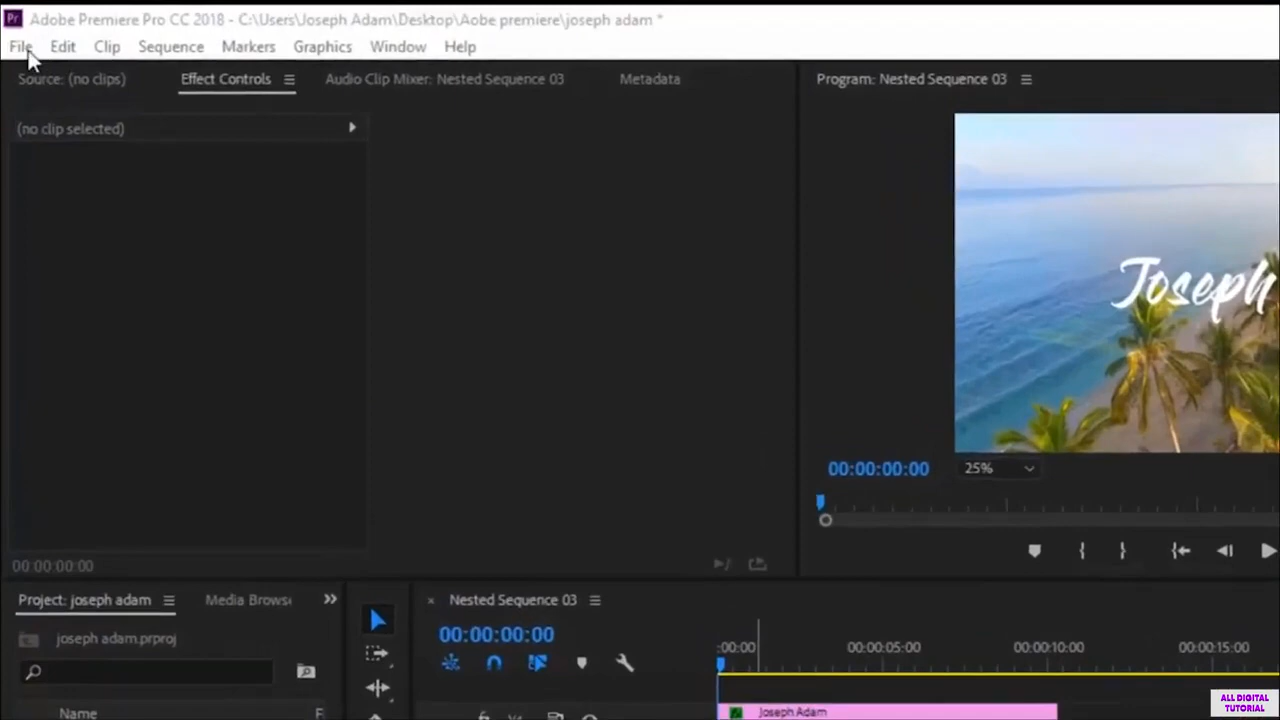 Pr Adobe Premiere Pro CC 2018 - C:\Users\Joseph Adam\Desktop\Aobe premiere\joseph adam *
File Edit Clip Sequence Markers Graphics Window Help
Source: (no clips) Effect Controls Audio Clip Mixer: Nested Sequence 03 Metadata Program: Nested Sequence 03
(no clip selected)
Joseph
00:00:00:00 25%
00:00:00:00
Project: joseph adam Media Brows Nested Sequence 03
joseph adam.prproj 00:00:00:00
:00:00 00:00:05:00 00:00:10:00 00:00:15:00
Name F Joseph Adam
ALL DIGITAL
TUTORIAL